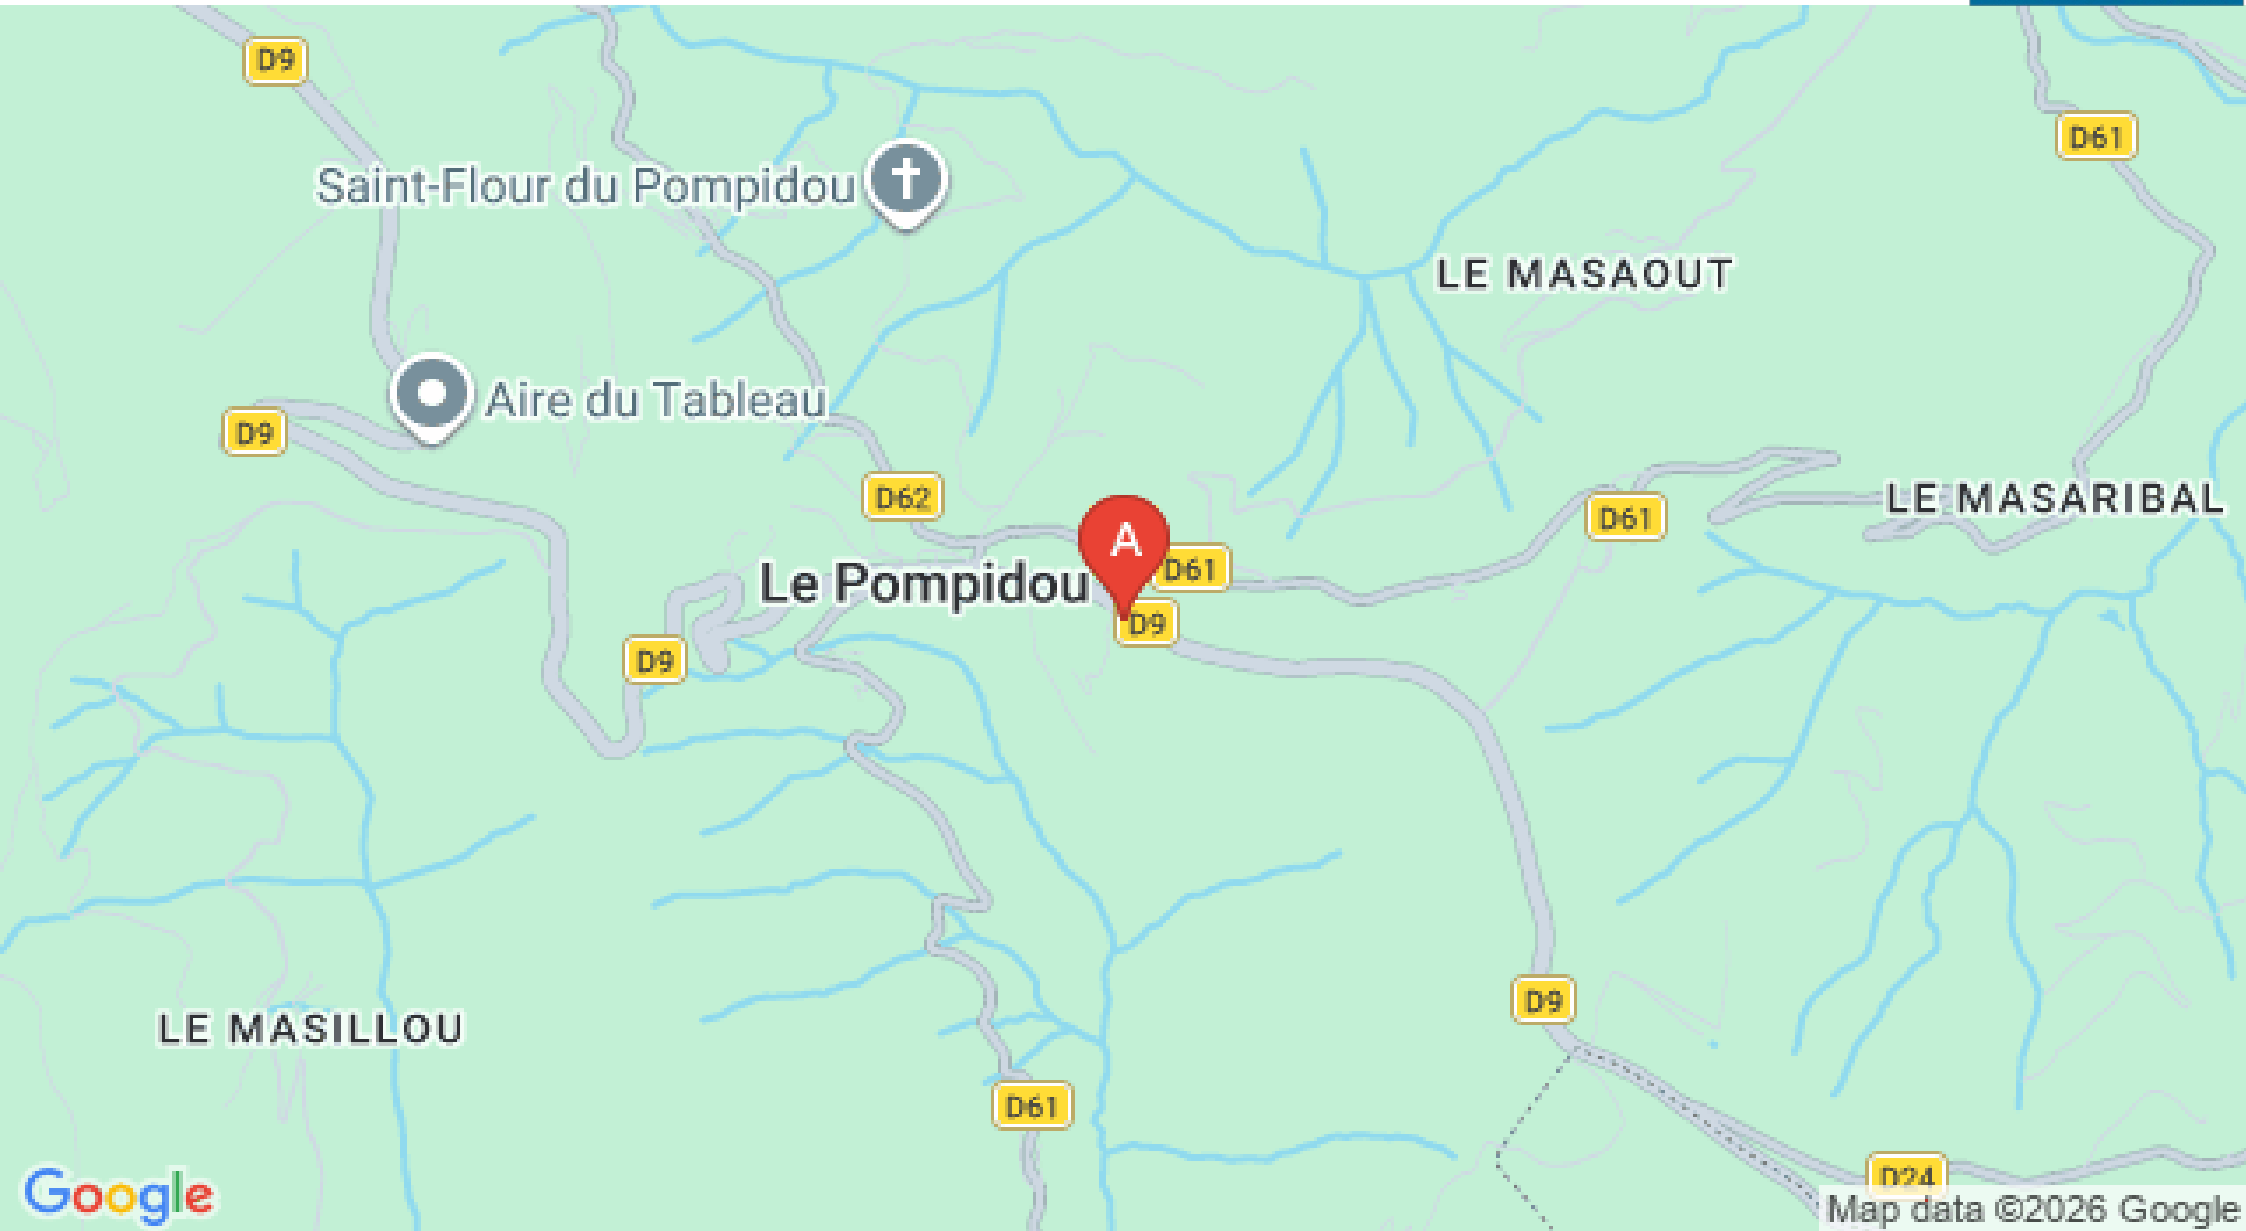 D9
D61
Saint-Flour du Pompidou
LE MASAOUT
Aire du Tableau
D9
D62
LE MASARIBAL
D61
A
D61
Le Pompidou
D9
D9
D9
LE MASILLOU
D61
D24
Google
Map data ©2026 Google